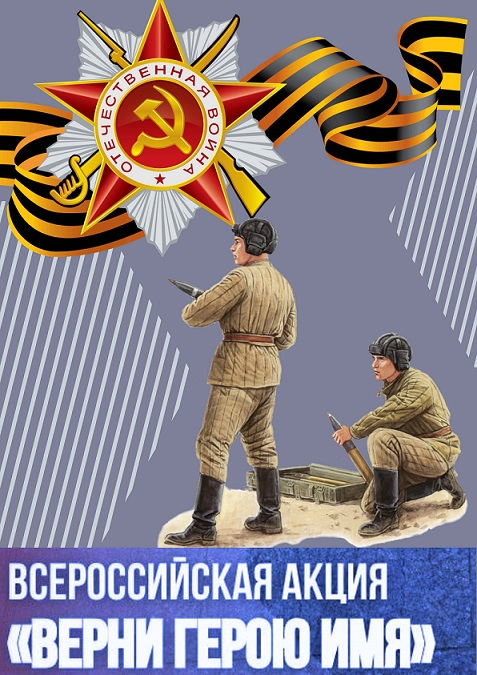 ОТЕЧЕСТВЕННАЯ ВОЙНА
ВСЕРОССИЙСКАЯ АКЦИЯ
«ВЕРНИ ГЕРОЮ ИМЯ»